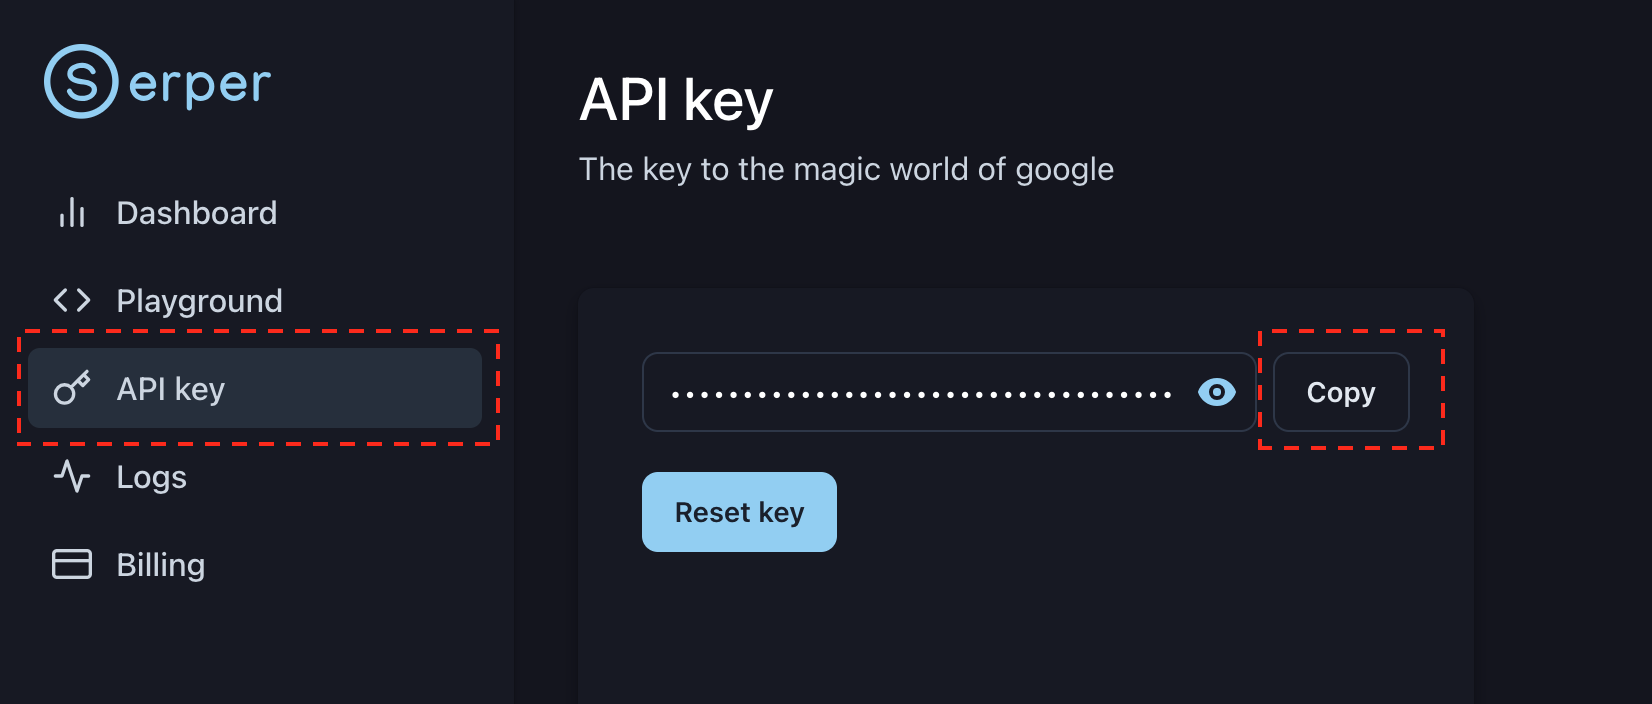 Serper
Dashboard
Playground
API key
Logs
Billing
API key
The key to the magic world of google
••••••••••••••••••••••••••••••••••• Copy
Reset key